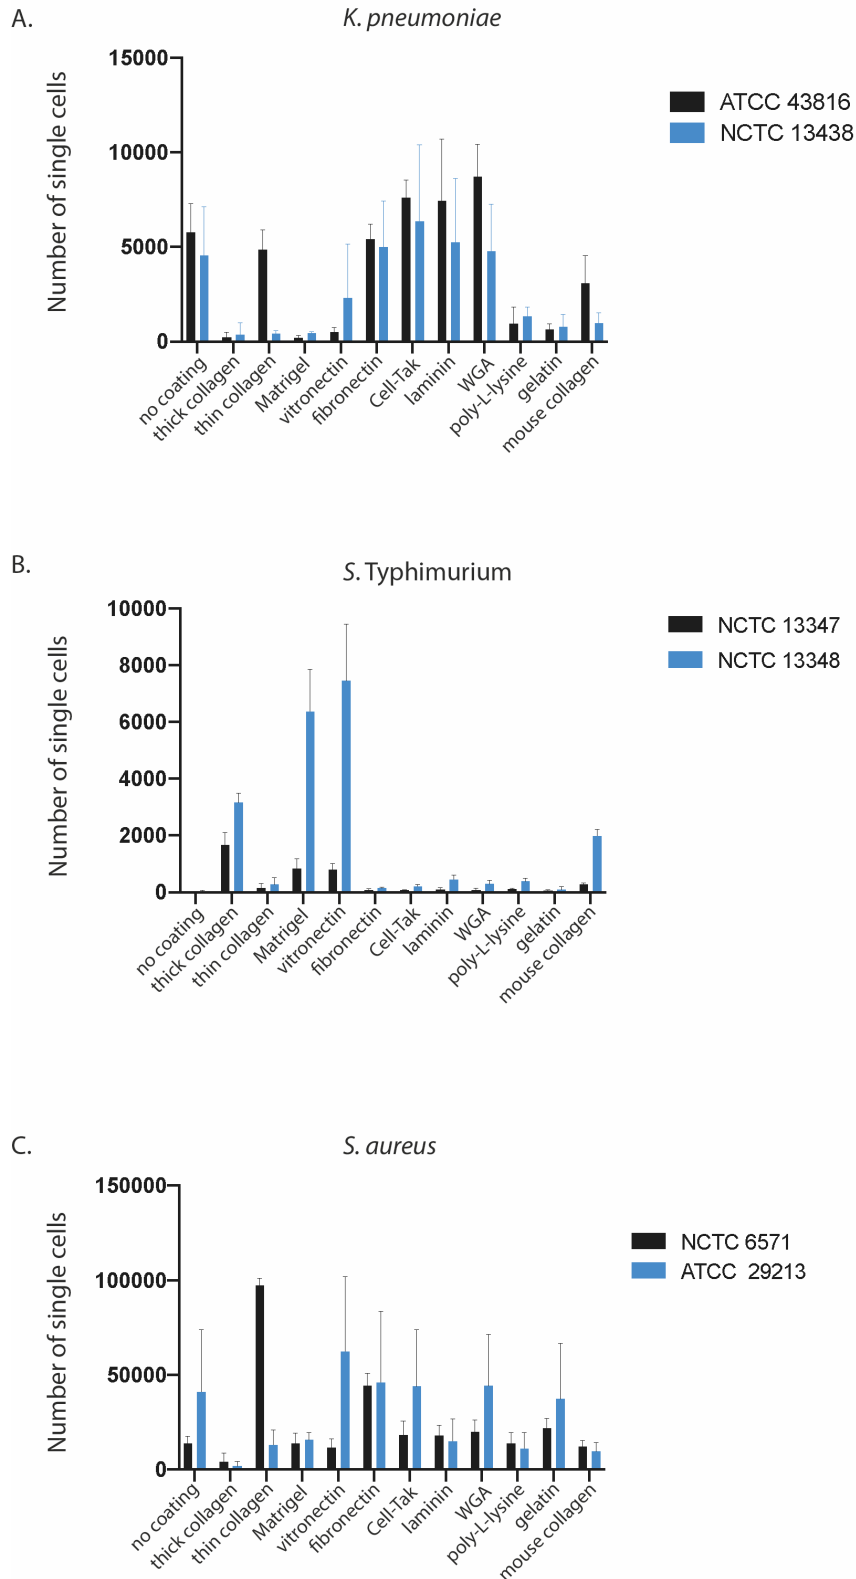 A.
K. pneumoniae
Number of single cells
15000
10000
5000
0
ATCC 43816
NCTC 13438
no coating
thick collagen
thin collagen
Matrigel
vitronectin
fibronectin
Cell-Tak
laminin
WGA
poly-L-lysine
gelatin
mouse collagen
B.
S. Typhimurium
Number of single cells
10000
8000
6000
4000
2000
0
NCTC 13347
NCTC 13348
no coating
thick collagen
thin collagen
Matrigel
vitronectin
fibronectin
Cell-Tak
laminin
WGA
poly-L-lysine
gelatin
mouse collagen
C.
S. aureus
Number of single cells
150000
100000
50000
0
NCTC 6571
ATCC 29213
no coating
thick collagen
thin collagen
Matrigel
vitronectin
fibronectin
Cell-Tak
laminin
WGA
poly-L-lysine
gelatin
mouse collagen